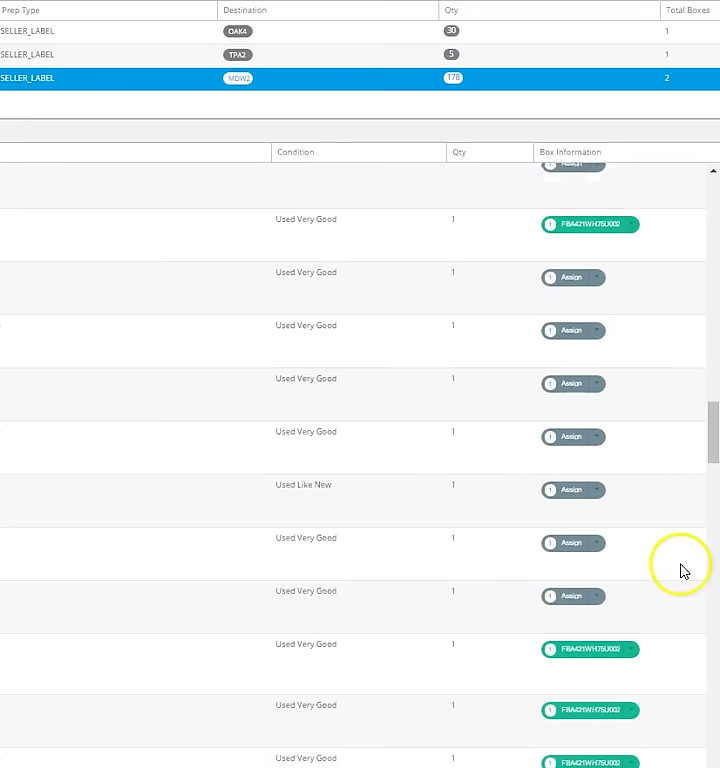 Prep Type Destination Qty Total Boxes
SELLER_LABEL OAK4 30 1
SELLER_LABEL TPA2 5 1
SELLER_LABEL MDW2 178 2
Condition Qty Box Information
1 Assign
Used Very Good 1 1 FBA421WH75U002
Used Very Good 1 1 Assign
Used Very Good 1 1 Assign
Used Very Good 1 1 Assign
Used Very Good 1 1 Assign
Used Like New 1 1 Assign
Used Very Good 1 1 Assign
Used Very Good 1 1 Assign
Used Very Good 1 1 FBA421WH75U002
Used Very Good 1 1 FBA421WH75U002
Used Very Good 1 1 FBA421WH75U002